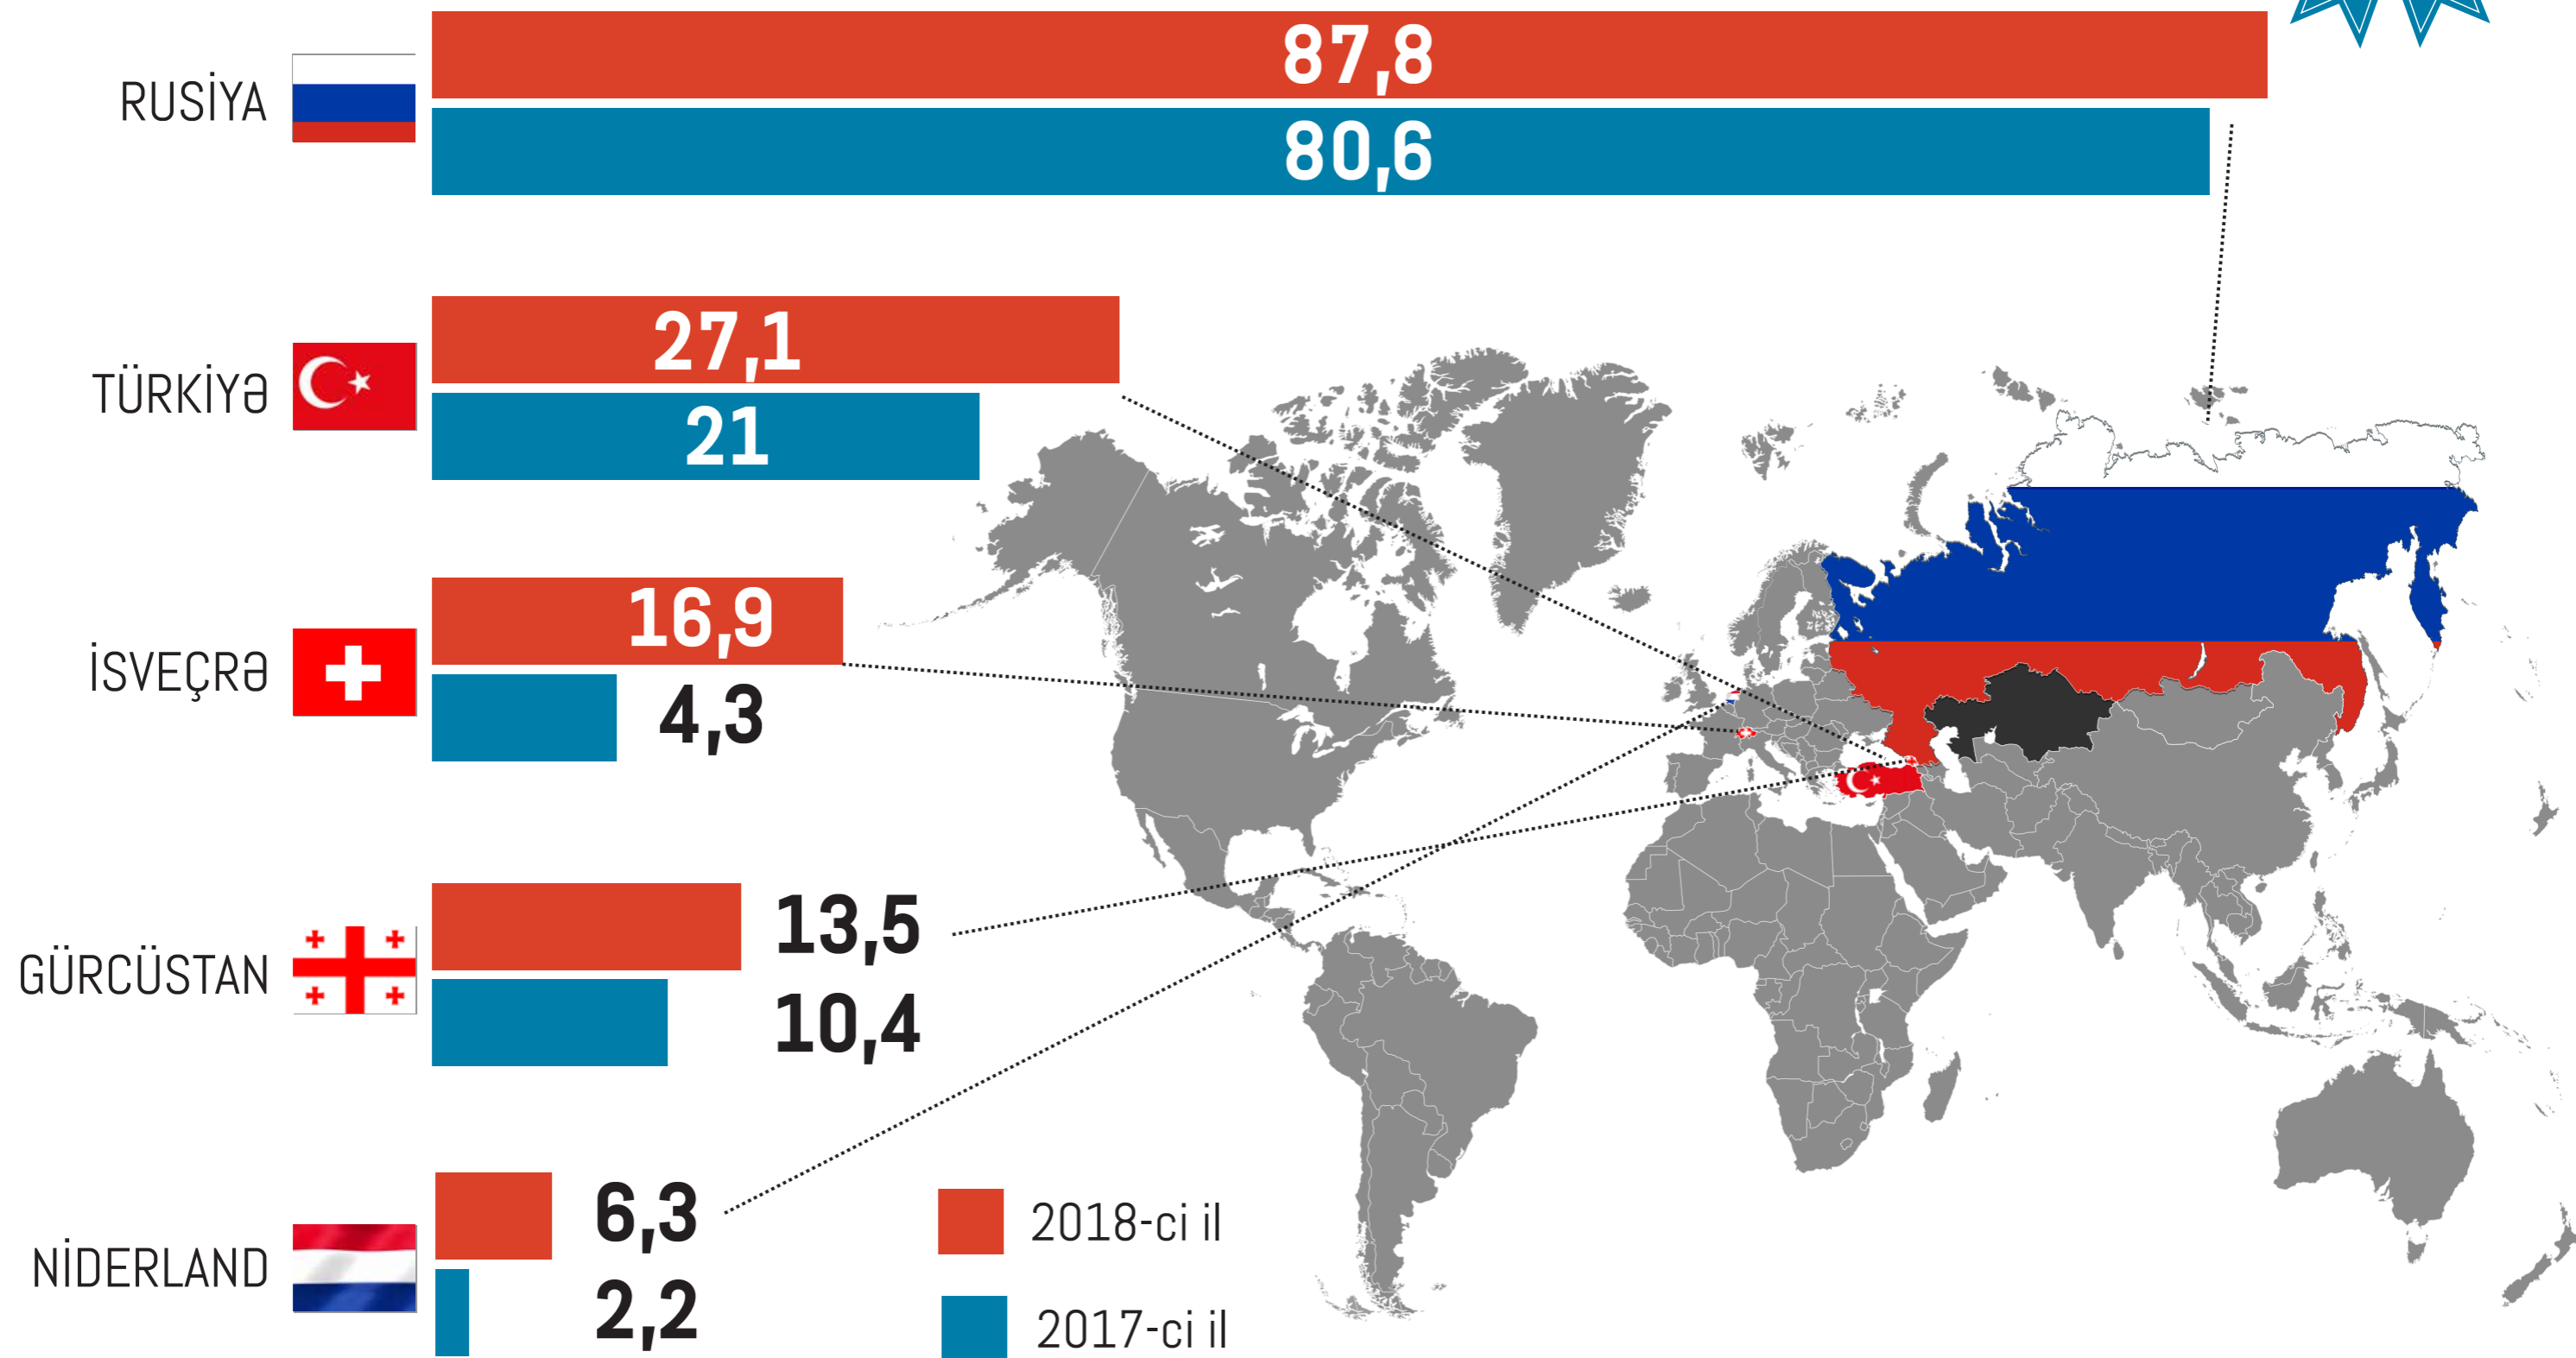 RUSİYA
87,8
80,6
TÜRKİYƏ
27,1
21
İSVEÇRƏ
16,9
4,3
GÜRCÜSTAN
13,5
10,4
NİDERLAND
6,3
2,2
2018-ci il
2017-ci il